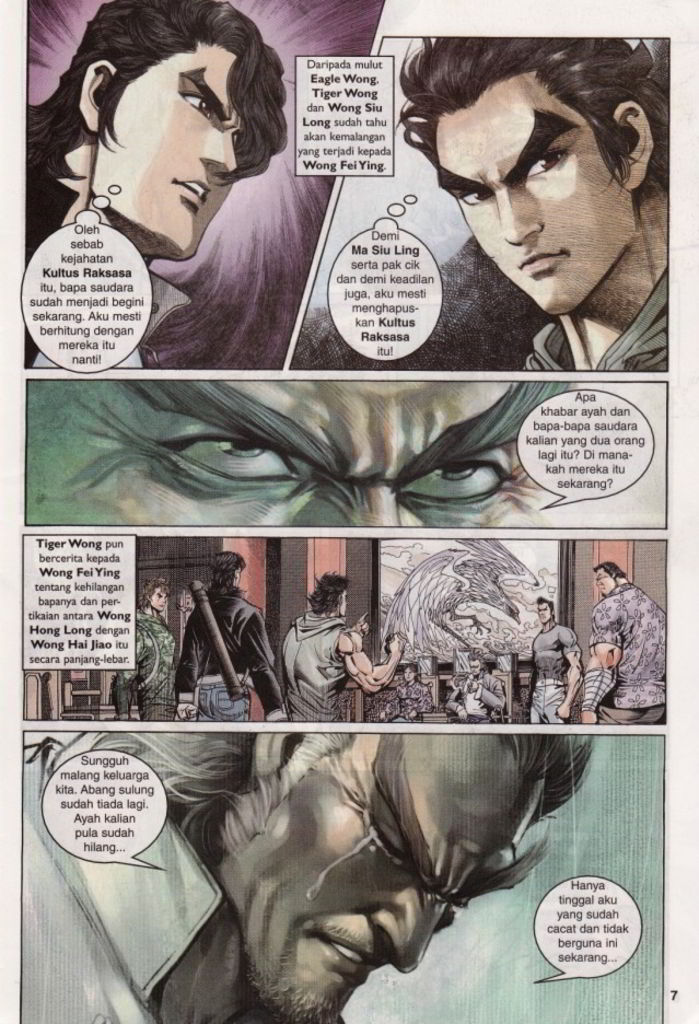 Daripada mulut
Eagle Wong,
Tiger Wong
dan Wong Siu
Long sudah tahu
akan kemalangan
yang terjadi kepada
Wong Fei Ying.
Oleh
sebab
kejahatan
Kultus Raksasa
itu, bapa saudara
sudah menjadi begini
sekarang. Aku mesti
berhitung dengan
mereka itu
nanti!
Demi
Ma Siu Ling
serta pak cik
dan demi keadilan
juga, aku mesti
menghapus-
kan Kultus
Raksasa
itu!
Apa
khabar ayah dan
bapa-bapa saudara
kalian yang dua orang
lagi itu? Di mana-
kah mereka itu
sekarang?
Tiger Wong pun
bercerita kepada
Wong Fei Ying
tentang kehilangan
bapanya dan per-
tikaian antara Wong
Hong Long dengan
Wong Hai Jiao itu
secara panjang-lebar.
Sungguh
malang keluarga
kita. Abang sulung
sudah tiada lagi.
Ayah kalian
pula sudah
hilang...
Hanya
tinggal aku
yang sudah
cacat dan tidak
berguna ini
sekarang...
7